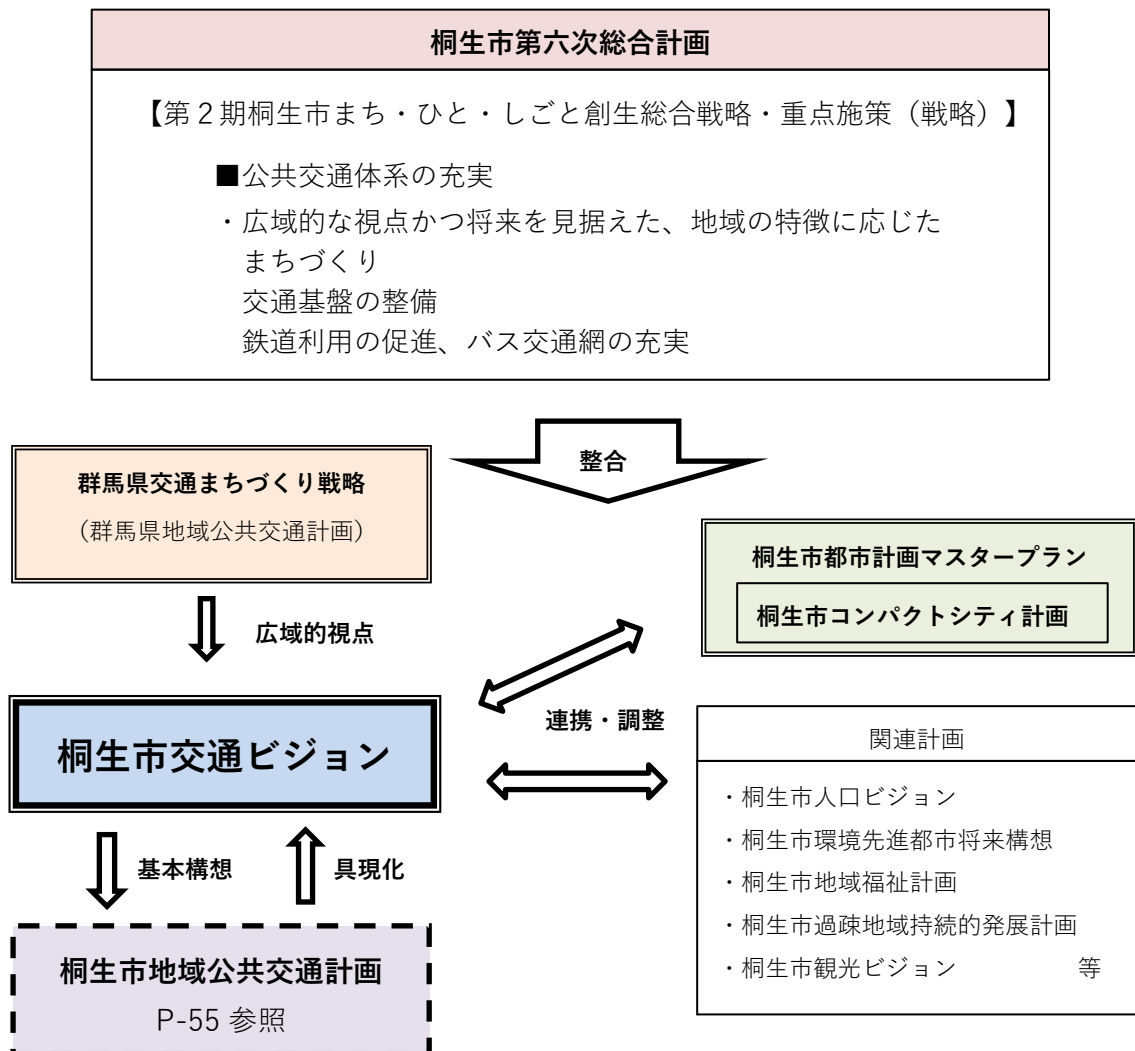 桐生市第六次総合計画
【第２期桐生市まち・ひと・しごと創生総合戦略・重点施策（戦略）】
■公共交通体系の充実
・広域的な視点かつ将来を見据えた、地域の特徴に応じた
まちづくり
交通基盤の整備
鉄道利用の促進、バス交通網の充実
整合
群馬県交通まちづくり戦略
(群馬県地域公共交通計画)
広域的視点
桐生市都市計画マスタープラン
桐生市コンパクトシティ計画
連携・調整
桐生市交通ビジョン
関連計画
・桐生市人口ビジョン
・桐生市環境先進都市将来構想
・桐生市地域福祉計画
・桐生市過疎地域持続的発展計画
・桐生市観光ビジョン 等
基本構想
具現化
桐生市地域公共交通計画
P-55 参照